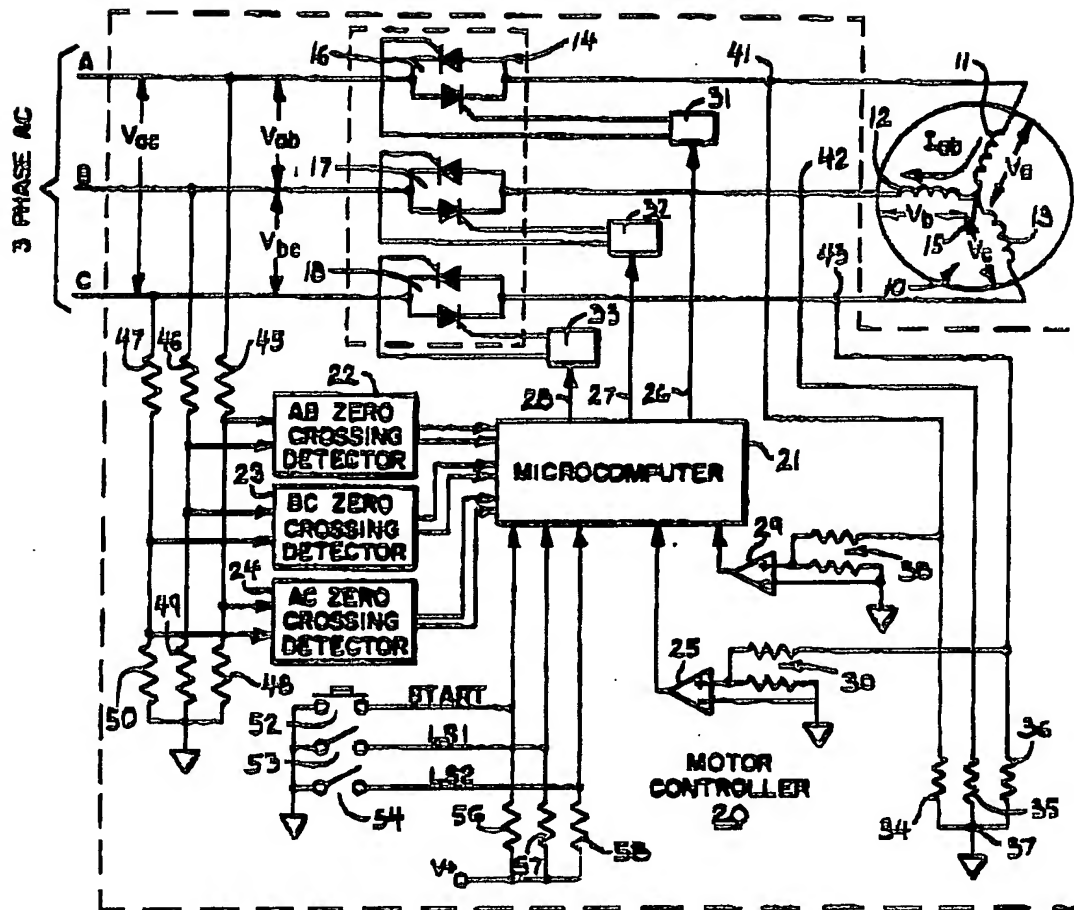 3 PHASE AC
A
B
C
Vac
Vab
Vbc
16
14
17
18
31
32
33
41
42
43
11
12
Iab
Va
Vb
Vc
13
15
10
47
46
45
22
AB ZERO
CROSSING
DETECTOR
23
BC ZERO
CROSSING
DETECTOR
24
AC ZERO
CROSSING
DETECTOR
28
27
26
MICROCOMPUTER
21
29
38
25
30
50
49
48
START
LS1
LS2
52
53
54
56
57
58
V+
MOTOR
CONTROLLER
20
34
35
36
37